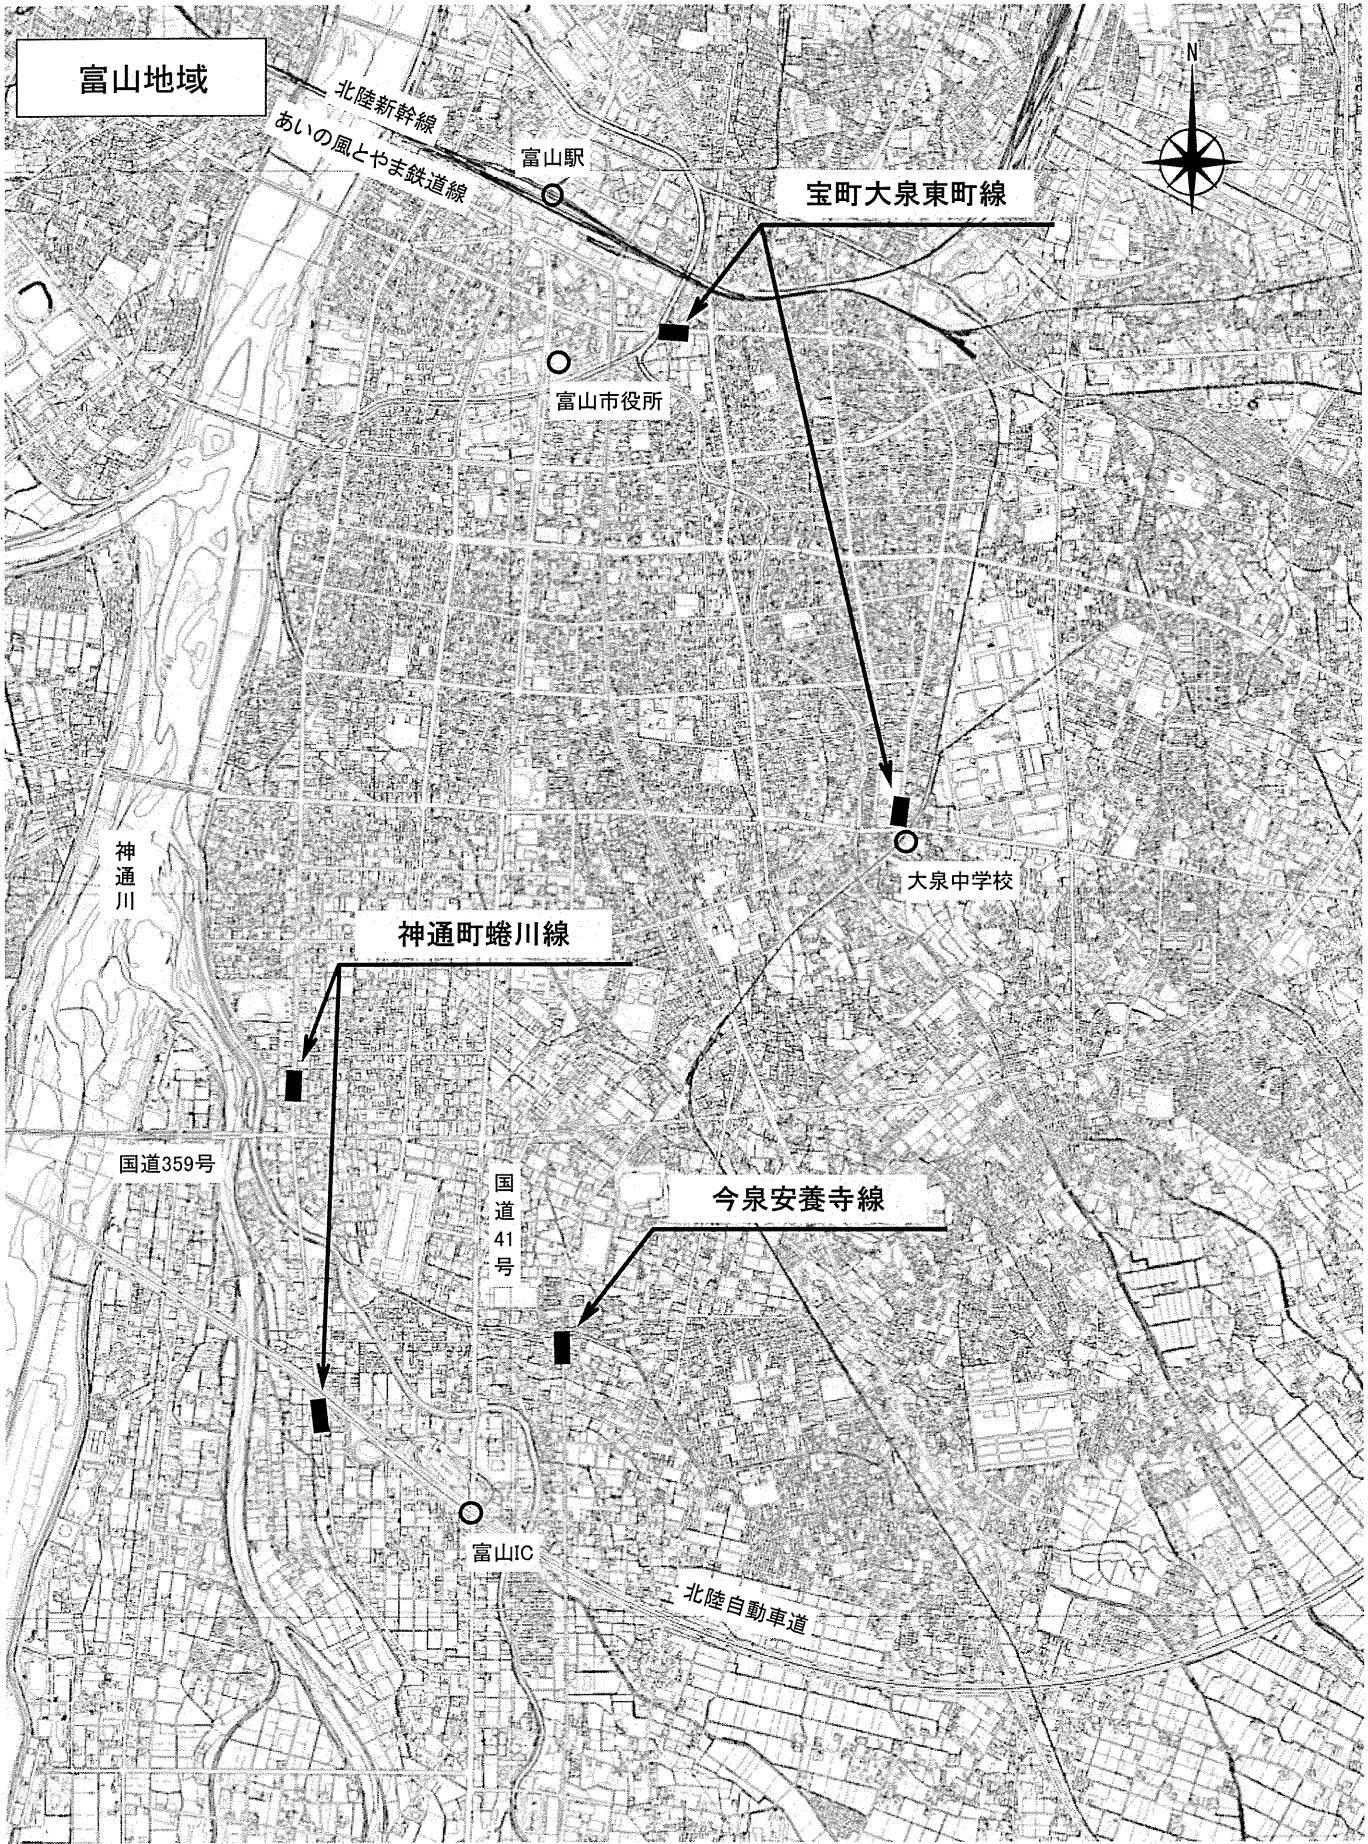 富山地域
N
北陸新幹線
あいの風とやま鉄道線
富山駅
宝町大泉東町線
富山市役所
神通川
大泉中学校
神通町蜷川線
国道359号
国道41号
今泉安養寺線
富山IC
北陸自動車道